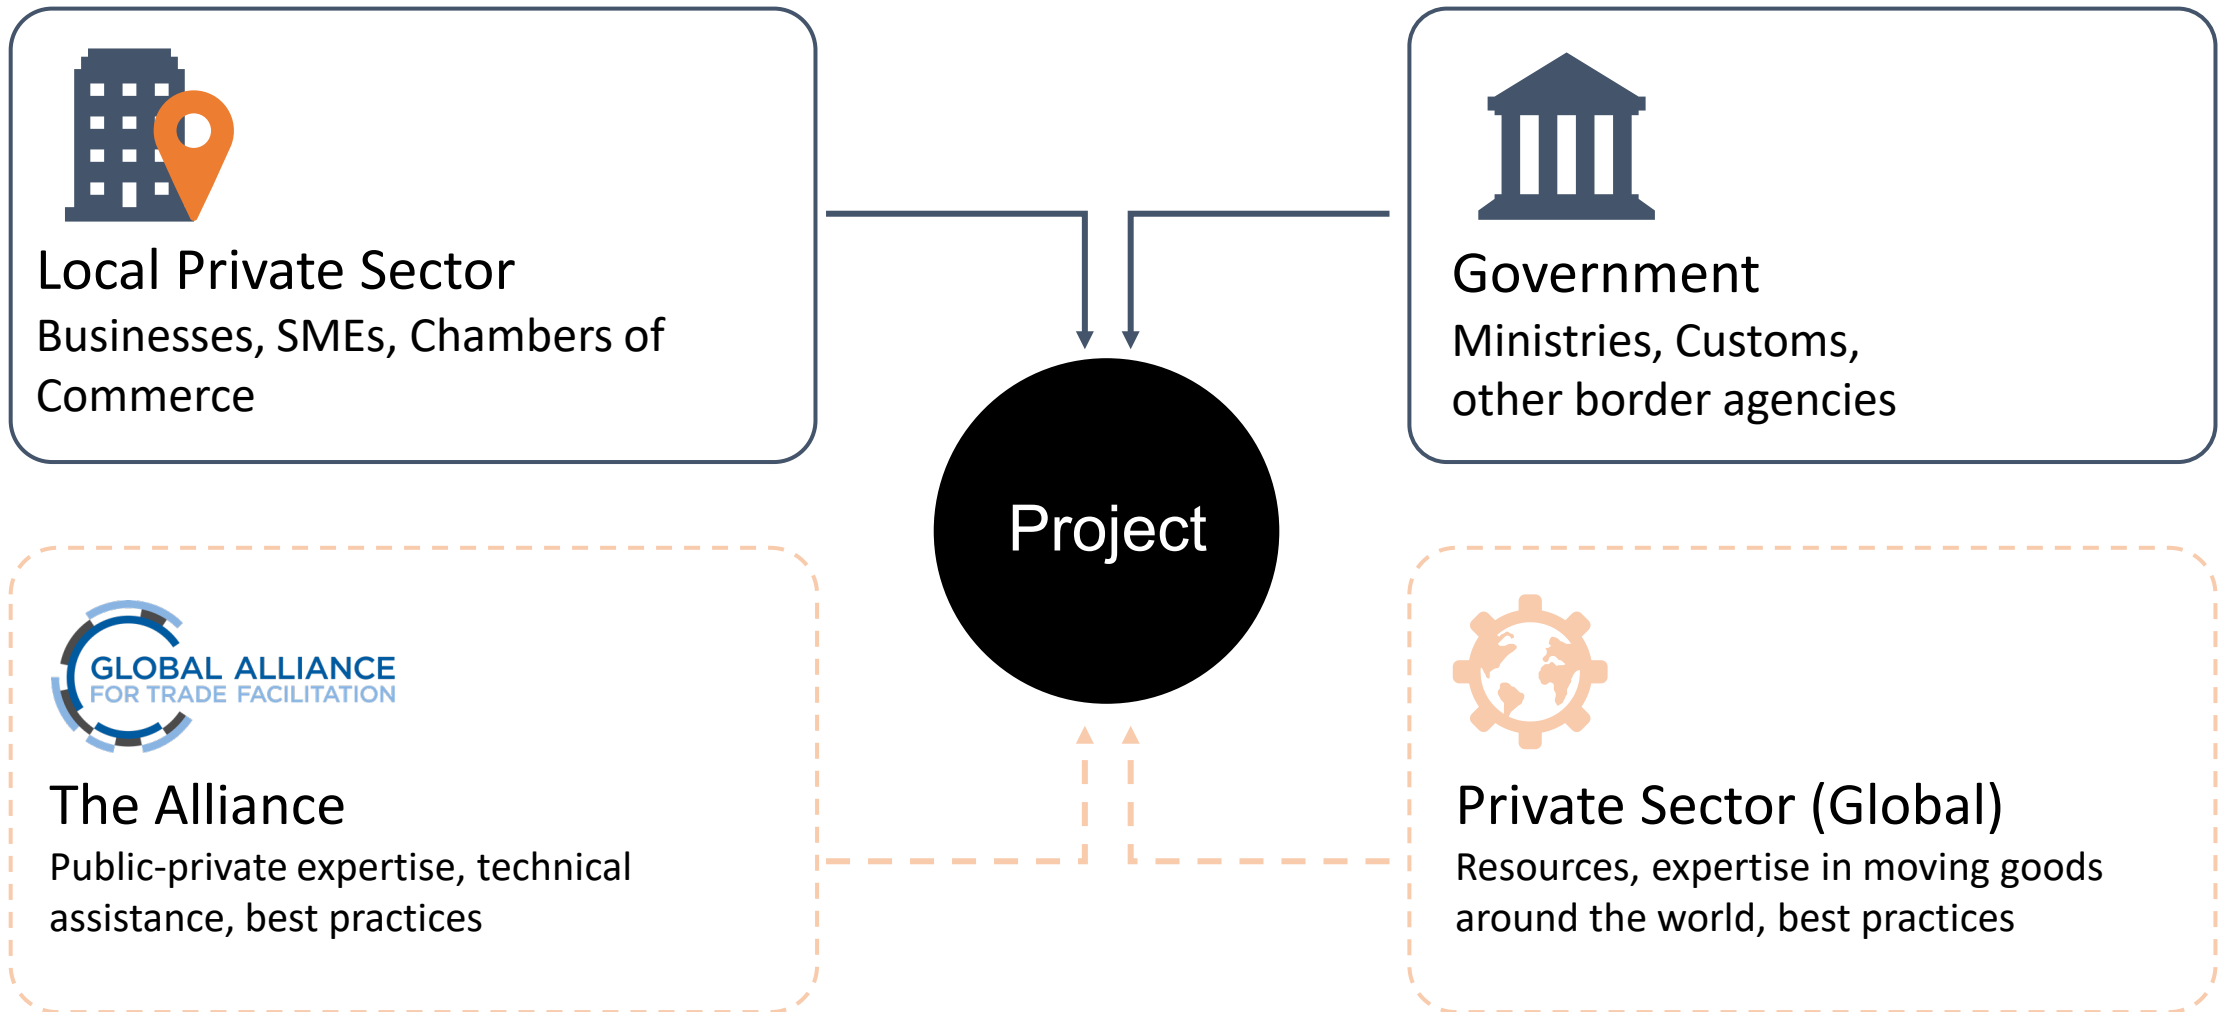 Local Private Sector
Businesses, SMEs, Chambers of
Commerce
Government
Ministries, Customs,
other border agencies
Project
GLOBAL ALLIANCE
FOR TRADE FACILITATION
The Alliance
Public-private expertise, technical
assistance, best practices
Private Sector (Global)
Resources, expertise in moving goods
around the world, best practices